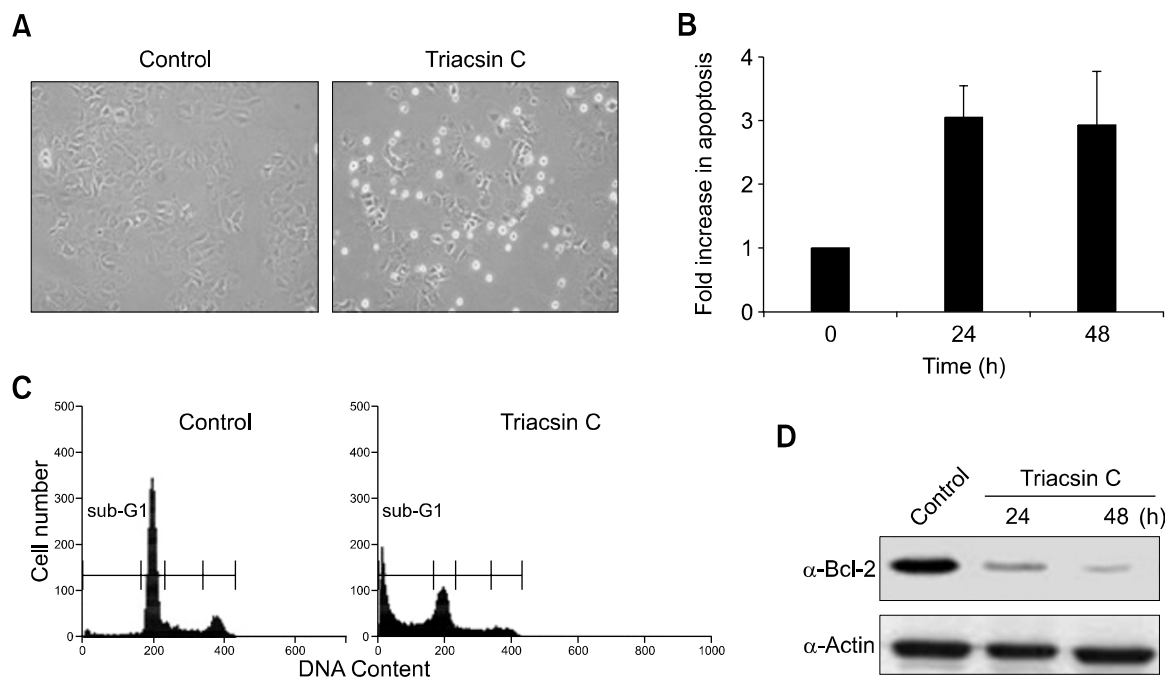 A
Control
Triacsin C
B
Fold increase in apoptosis
4
3
2
1
0
0
24
48
Time (h)
C
Cell number
500
400
300
200
100
0
Control
sub-G1
0
200
400
600
500
400
300
200
100
0
Triacsin C
sub-G1
0
200
400
600
800
1000
DNA Content
D
Control
Triacsin C
24
48
(h)
α-Bcl-2
α-Actin